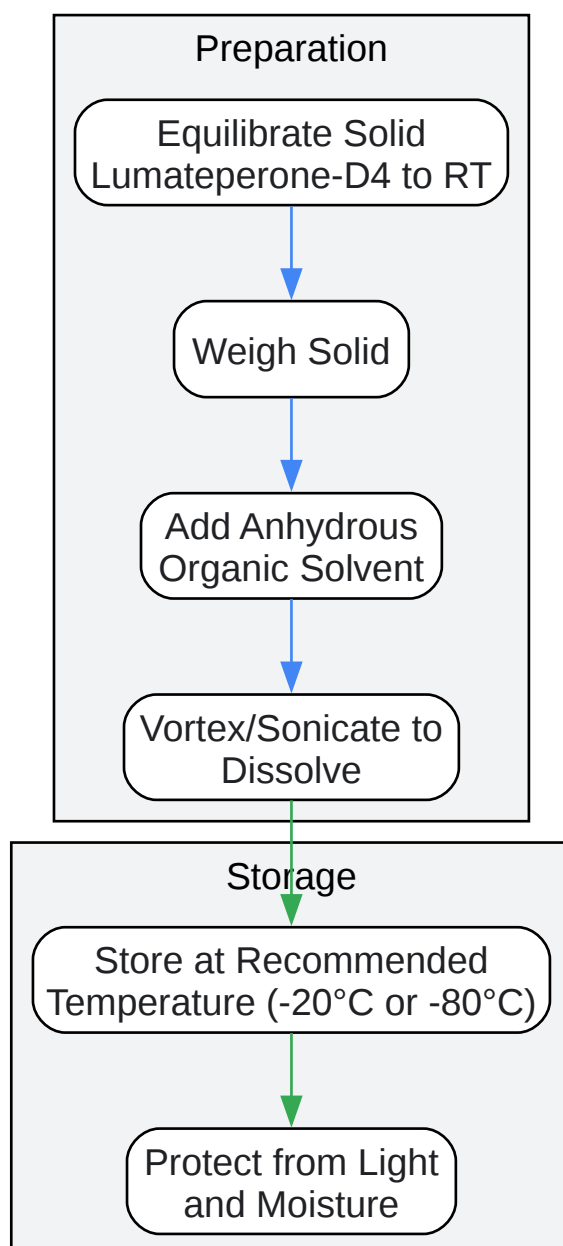 Preparation
Equilibrate Solid
Lumateperone-D4 to RT
Weigh Solid
Add Anhydrous
Organic Solvent
Vortex/Sonicate to
Dissolve
Storage
Store at Recommended
Temperature (-20°C or -80°C)
Protect from Light
and Moisture